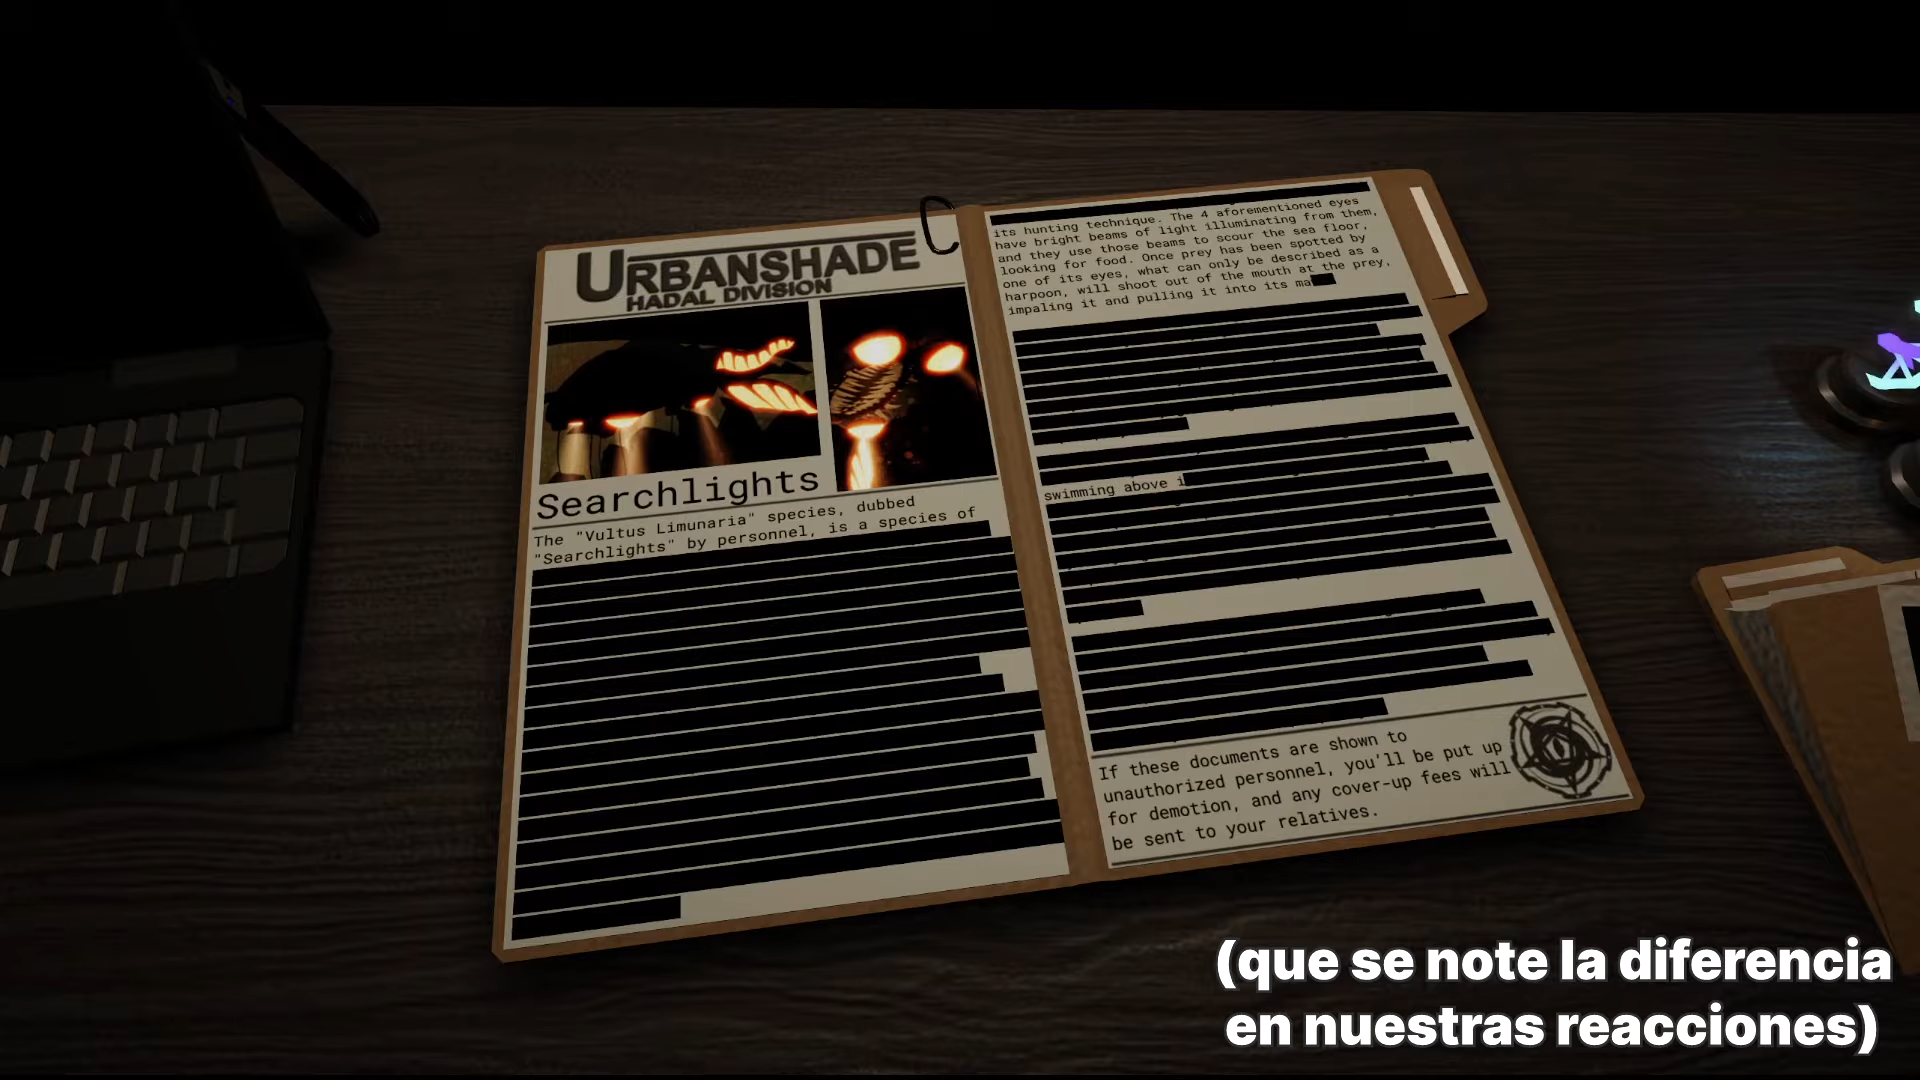 URBANSHADE
HADAL DIVISION
Searchlights
The "Vultus Limunaria" species, dubbed
"Searchlights" by personnel, is a species of
its hunting technique. The 4 aforementioned eyes
have bright beams of light illuminating from them,
and they use those beams to scour the sea floor,
looking for food. Once prey has been spotted by
one of its eyes, what can only be described as a
harpoon, will shoot out of the mouth at the prey,
impaling it and pulling it into its ma
swimming above i
If these documents are shown to
unauthorized personnel, you'll be put up
for demotion, and any cover-up fees will
be sent to your relatives.
(que se note la diferencia
en nuestras reacciones)